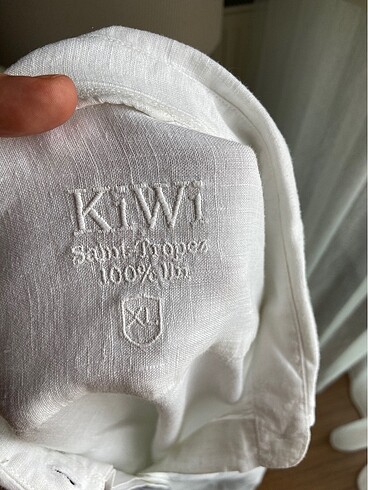 KiWi
Saint-Tropez
100% lin
XL